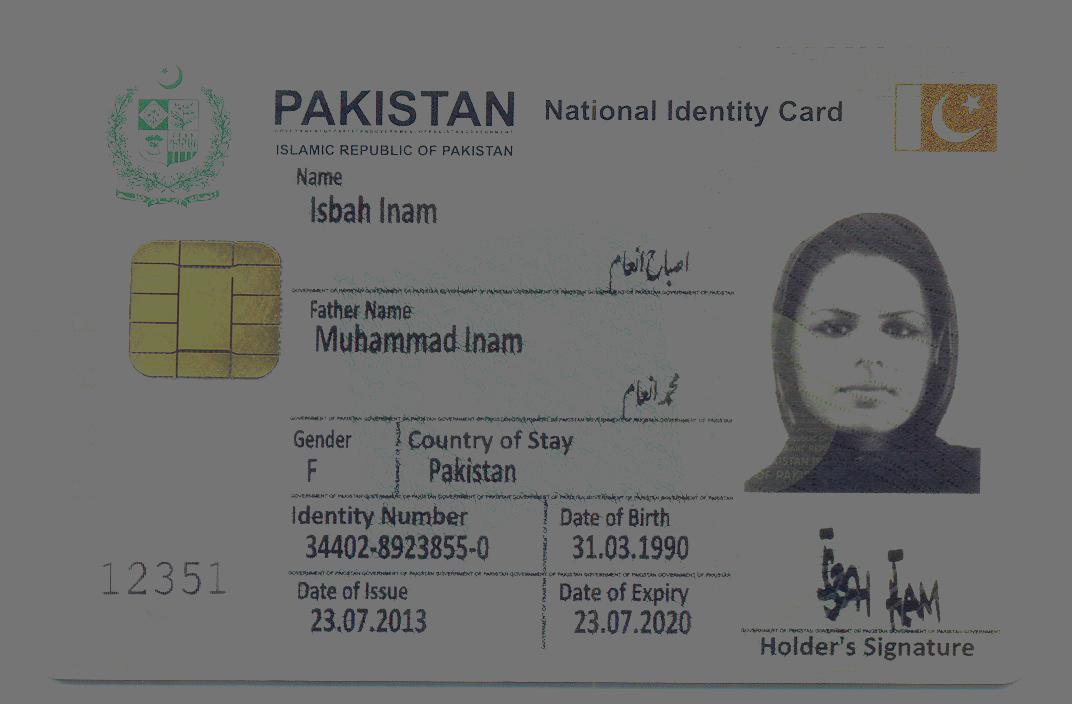 PAKISTAN National Identity Card
ISLAMIC REPUBLIC OF PAKISTAN
Name
Isbah Inam
اصباح انعام
Father Name
Muhammad Inam
محمد انعام
Gender Country of Stay
F Pakistan
Identity Number Date of Birth
34402-8923855-0 31.03.1990
12351
Date of Issue Date of Expiry
23.07.2013 23.07.2020
Holder's Signature